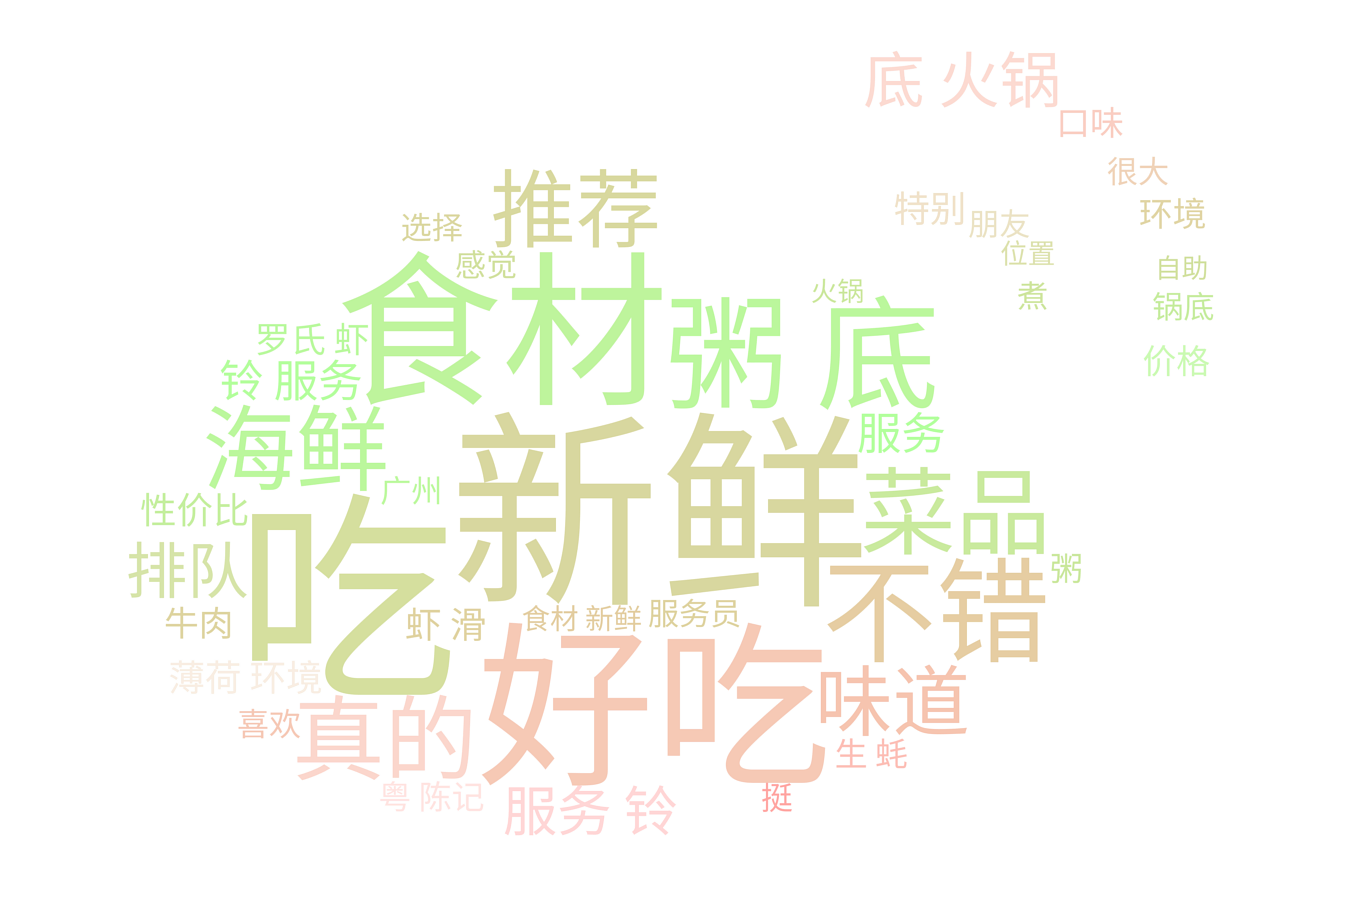 底 火锅
口味
很大
推荐
特别
环境
选择
朋友
感觉
位置
自助
食材
火锅
煮
锅底
粥 底
罗氏 虾
价格
铃 服务
海鲜
服务
新鲜
广州
菜品
性价比
吃
排队
粥
不错
牛肉
虾 滑
食材 新鲜
服务员
好吃
薄荷 环境
味道
喜欢
真的
生 蚝
粤 陈记
服务 铃
挺